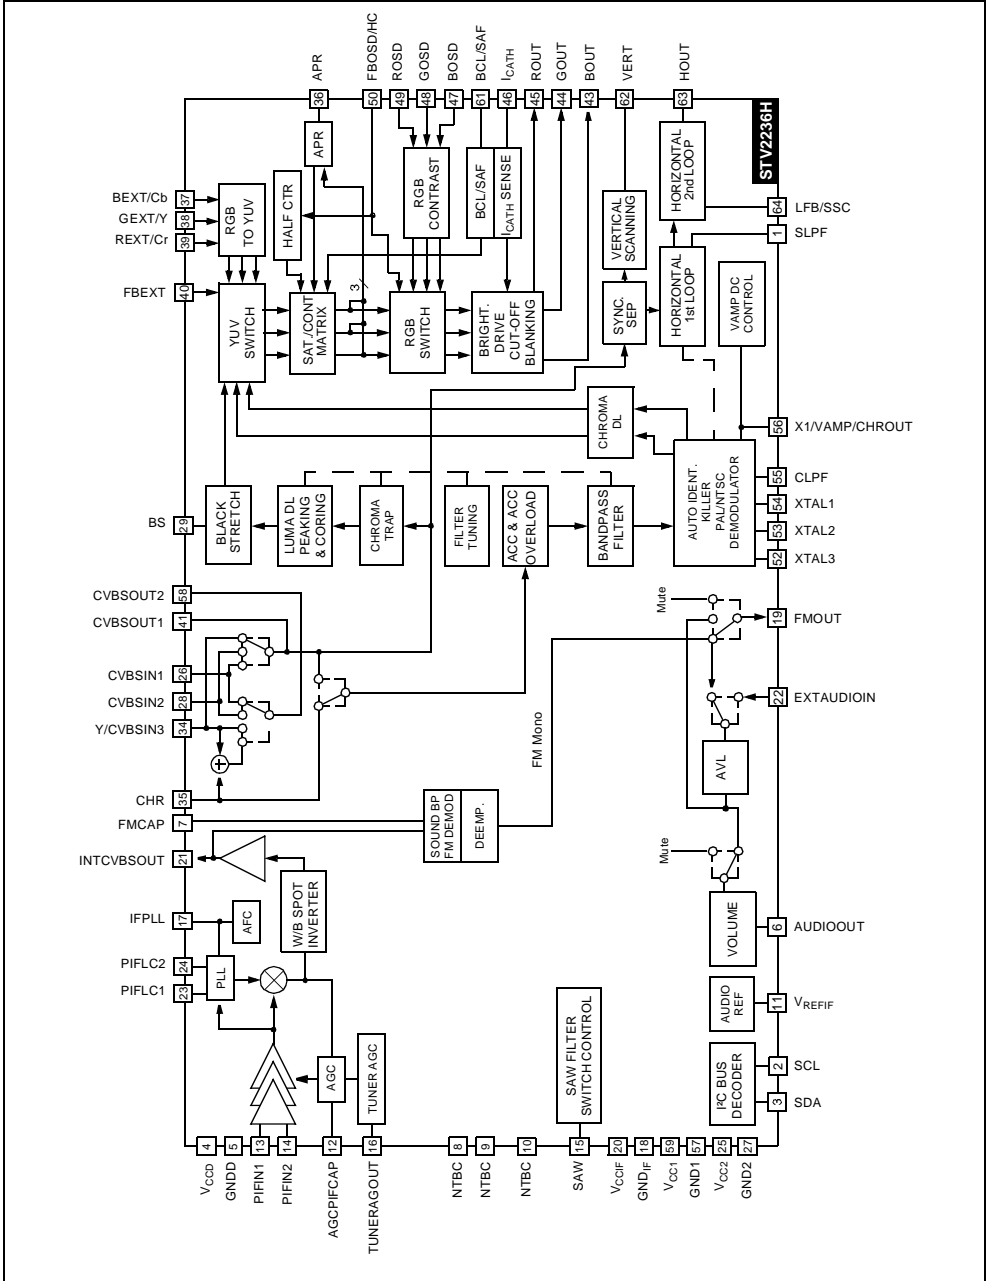 APR
FBOSD/HC
ROSD
GOSD
BOSD
BCL/SAF
ICATH
ROUT
GOUT
BOUT
VERT
HOUT
36
50
49
48
47
61
46
45
44
43
62
63
STV2236H
BEXT/Cb
37
GEXT/Y
38
REXT/Cr
39
FBEXT
40
RGB
TO YUV
HALF CTR
APR
RGB
CONTRAST
BCL/SAF
ICATH SENSE
VERTICAL
SCANNING
HORIZONTAL
2nd LOOP
64
LFB/SSC
1
SLPF
YUV
SWITCH
SAT./CONT
MATRIX
3
RGB
SWITCH
BRIGHT.
DRIVE
CUT-OFF
BLANKING
SYNC.
SEP
HORIZONTAL
1st LOOP
VAMP DC
CONTROL
CHROMA
DL
56
X1/VAMP/CHROUT
BS
29
BLACK
STRETCH
LUMA DL
PEAKING
& CORING
CHROMA
TRAP
FILTER
TUNING
ACC & ACC
OVERLOAD
BANDPASS
FILTER
AUTO IDENT.
KILLER
PAL/NTSC
DEMODULATOR
55
CLPF
54
XTAL1
53
XTAL2
52
XTAL3
CVBSOUT2
58
CVBSOUT1
41
CVBSIN1
26
CVBSIN2
28
Y/CVBSIN3
34
CHR
35
FMCAP
7
INTCVBSOUT
21
Mute
19
FMOUT
22
EXTAUDIOIN
FM Mono
AVL
SOUND BP
FM DEMOD
DEEMP.
Mute
VOLUME
6
AUDIOOUT
IFPLL
17
AFC
W/B SPOT
INVERTER
PIFLC2
24
PIFLC1
23
PLL
AUDIO
REF
11
VREFIF
AGC
TUNER AGC
SAW FILTER
SWITCH CONTROL
I²C BUS
DECODER
2
SCL
3
SDA
4
5
13
14
12
16
8
9
10
15
20
18
59
57
25
27
VCCD
GNDD
PIFIN1
PIFIN2
AGCPIFCAP
TUNERAGOUT
NTBC
NTBC
NTBC
SAW
VCCIF
GNDIF
VCC1
GND1
VCC2
GND2